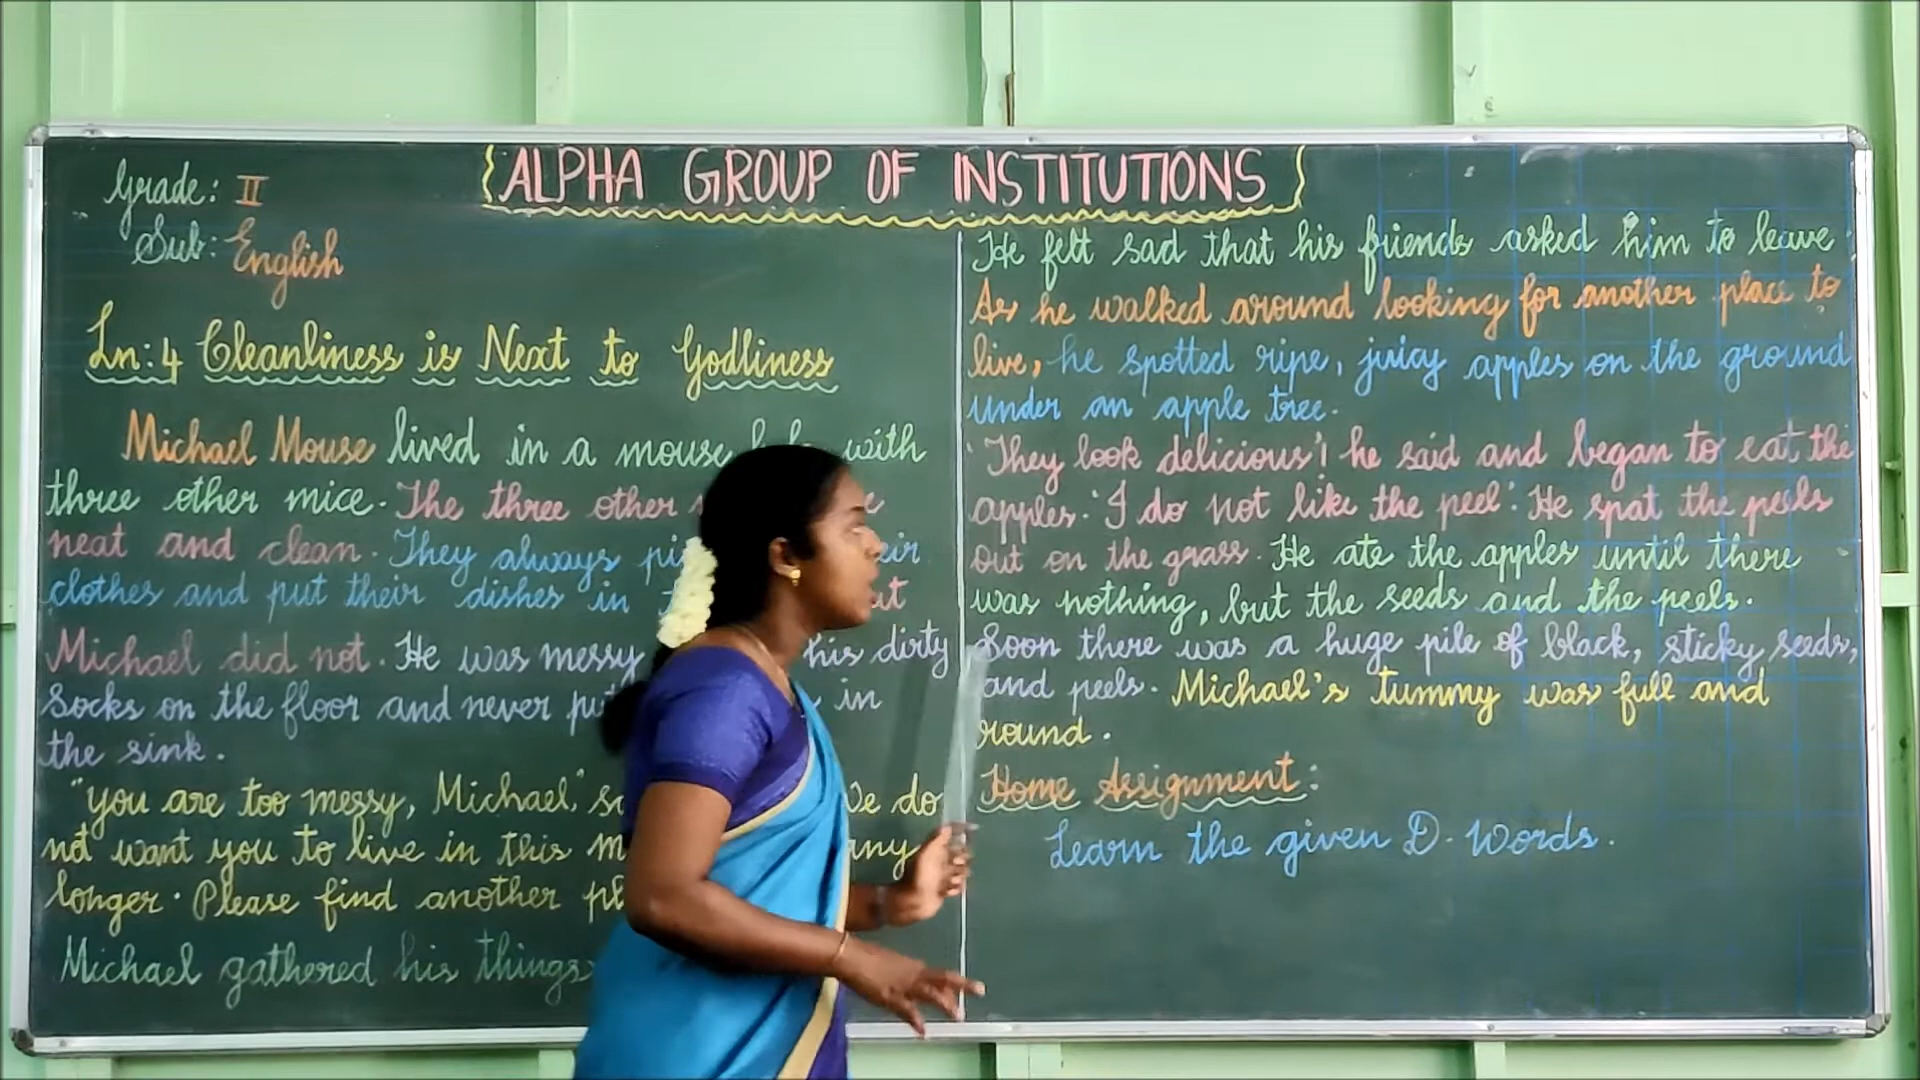 ALPHA GROUP OF INSTITUTIONS
Grade: II
Sub: English
Ln:4 Cleanliness is Next to Godliness
Michael Mouse lived in a mouse with
three other mice. The three other
neat and clean. They always
clothes and put their dishes in
Michael did not. He was messy his dirty
socks on the floor and never in
the sink.
"you are too messy, Michael," We do
not want you to live in this any
longer. Please find another
Michael gathered his things
He felt sad that his friends asked him to leave.
As he walked around looking for another place to
live, he spotted ripe, juicy apples on the ground
under an apple tree.
'They look delicious'! he said and began to eat the
apples. 'I do not like the peel'. He spat the peels
out on the grass. He ate the apples until there
was nothing, but the seeds and the peels.
Soon there was a huge pile of black, sticky seeds,
and peels. Michael's tummy was full and
round.
Home Assignment:
Learn the given D. Words.